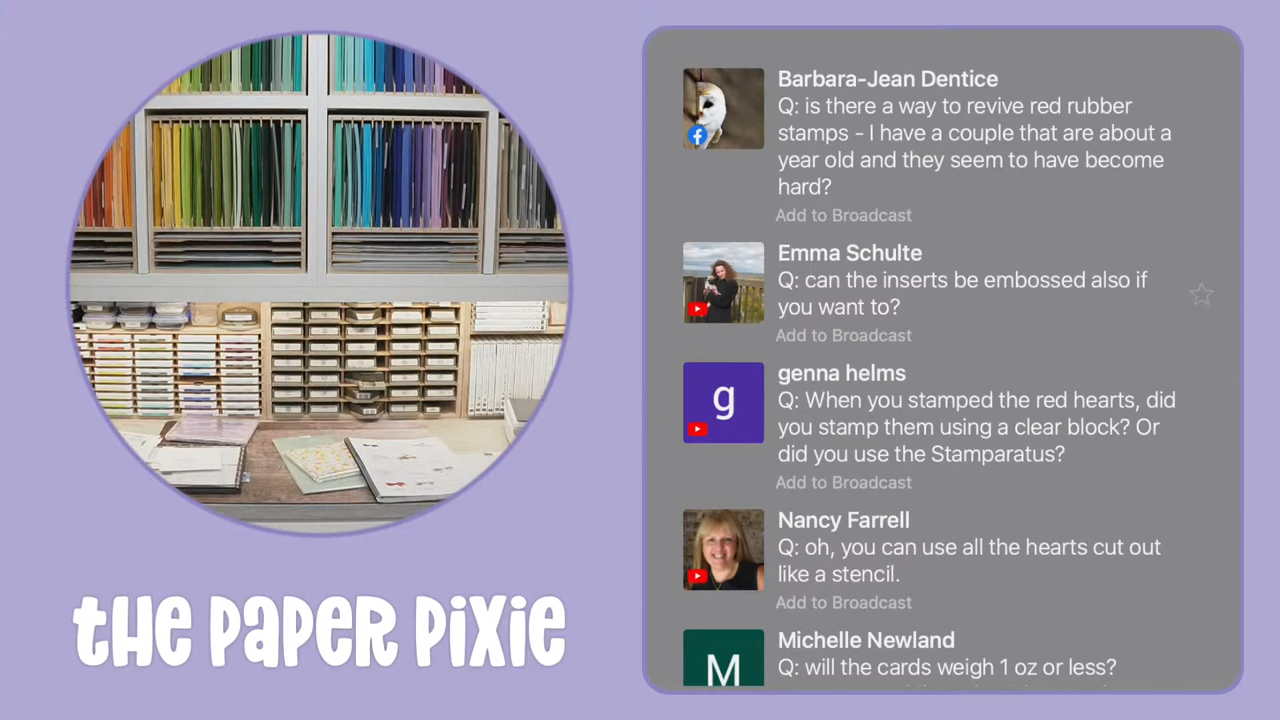 Barbara-Jean Dentice
Q: is there a way to revive red rubber
stamps - I have a couple that are about a
year old and they seem to have become
hard?
Add to Broadcast
Emma Schulte
Q: can the inserts be embossed also if
you want to?
Add to Broadcast
g
genna helms
Q: When you stamped the red hearts, did
you stamp them using a clear block? Or
did you use the Stamparatus?
Add to Broadcast
Nancy Farrell
Q: oh, you can use all the hearts cut out
like a stencil.
Add to Broadcast
M
Michelle Newland
Q: will the cards weigh 1 oz or less?
the PAPER PiXiE